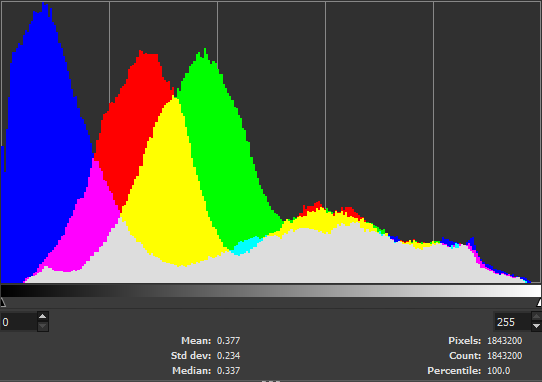 0 255
Mean: 0.377 Pixels: 1843200
Std dev: 0.234 Count: 1843200
Median: 0.337 Percentile: 100.0